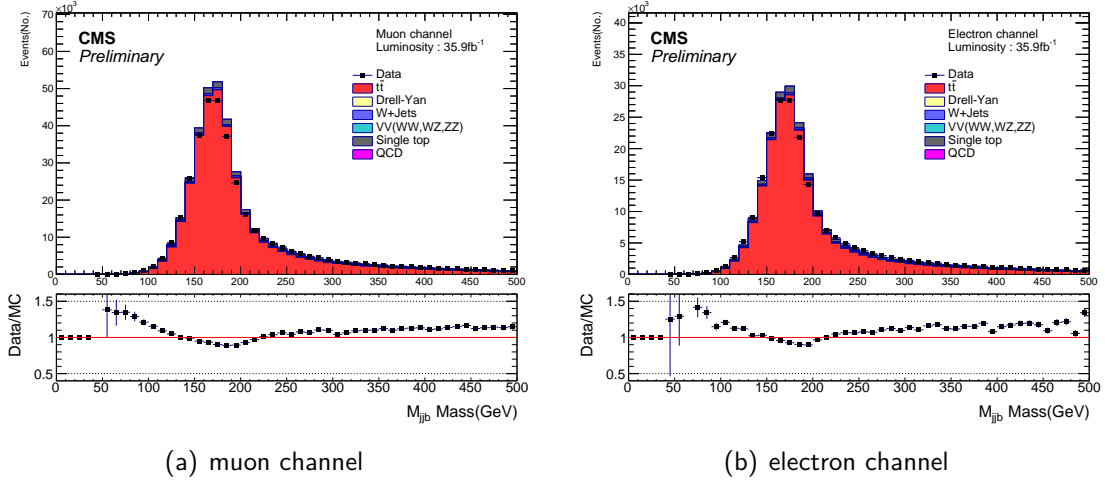 ×10³
Events(No.)
70
60
50
40
30
20
10
0
CMS
Preliminary
Muon channel
Luminosity : 35.9fb⁻¹
Data
tt̄
Drell-Yan
W+Jets
VV(WW,WZ,ZZ)
Single top
QCD
0 50 100 150 200 250 300 350 400 450 500
Data/MC
1.5
1
0.5
0 50 100 150 200 250 300 350 400 450 500
M_jjb Mass(GeV)
(a) muon channel
×10³
Events(No.)
40
35
30
25
20
15
10
5
0
CMS
Preliminary
Electron channel
Luminosity : 35.9fb⁻¹
Data
tt̄
Drell-Yan
W+Jets
VV(WW,WZ,ZZ)
Single top
QCD
0 50 100 150 200 250 300 350 400 450 500
Data/MC
1.5
1
0.5
0 50 100 150 200 250 300 350 400 450 500
M_jjb Mass(GeV)
(b) electron channel